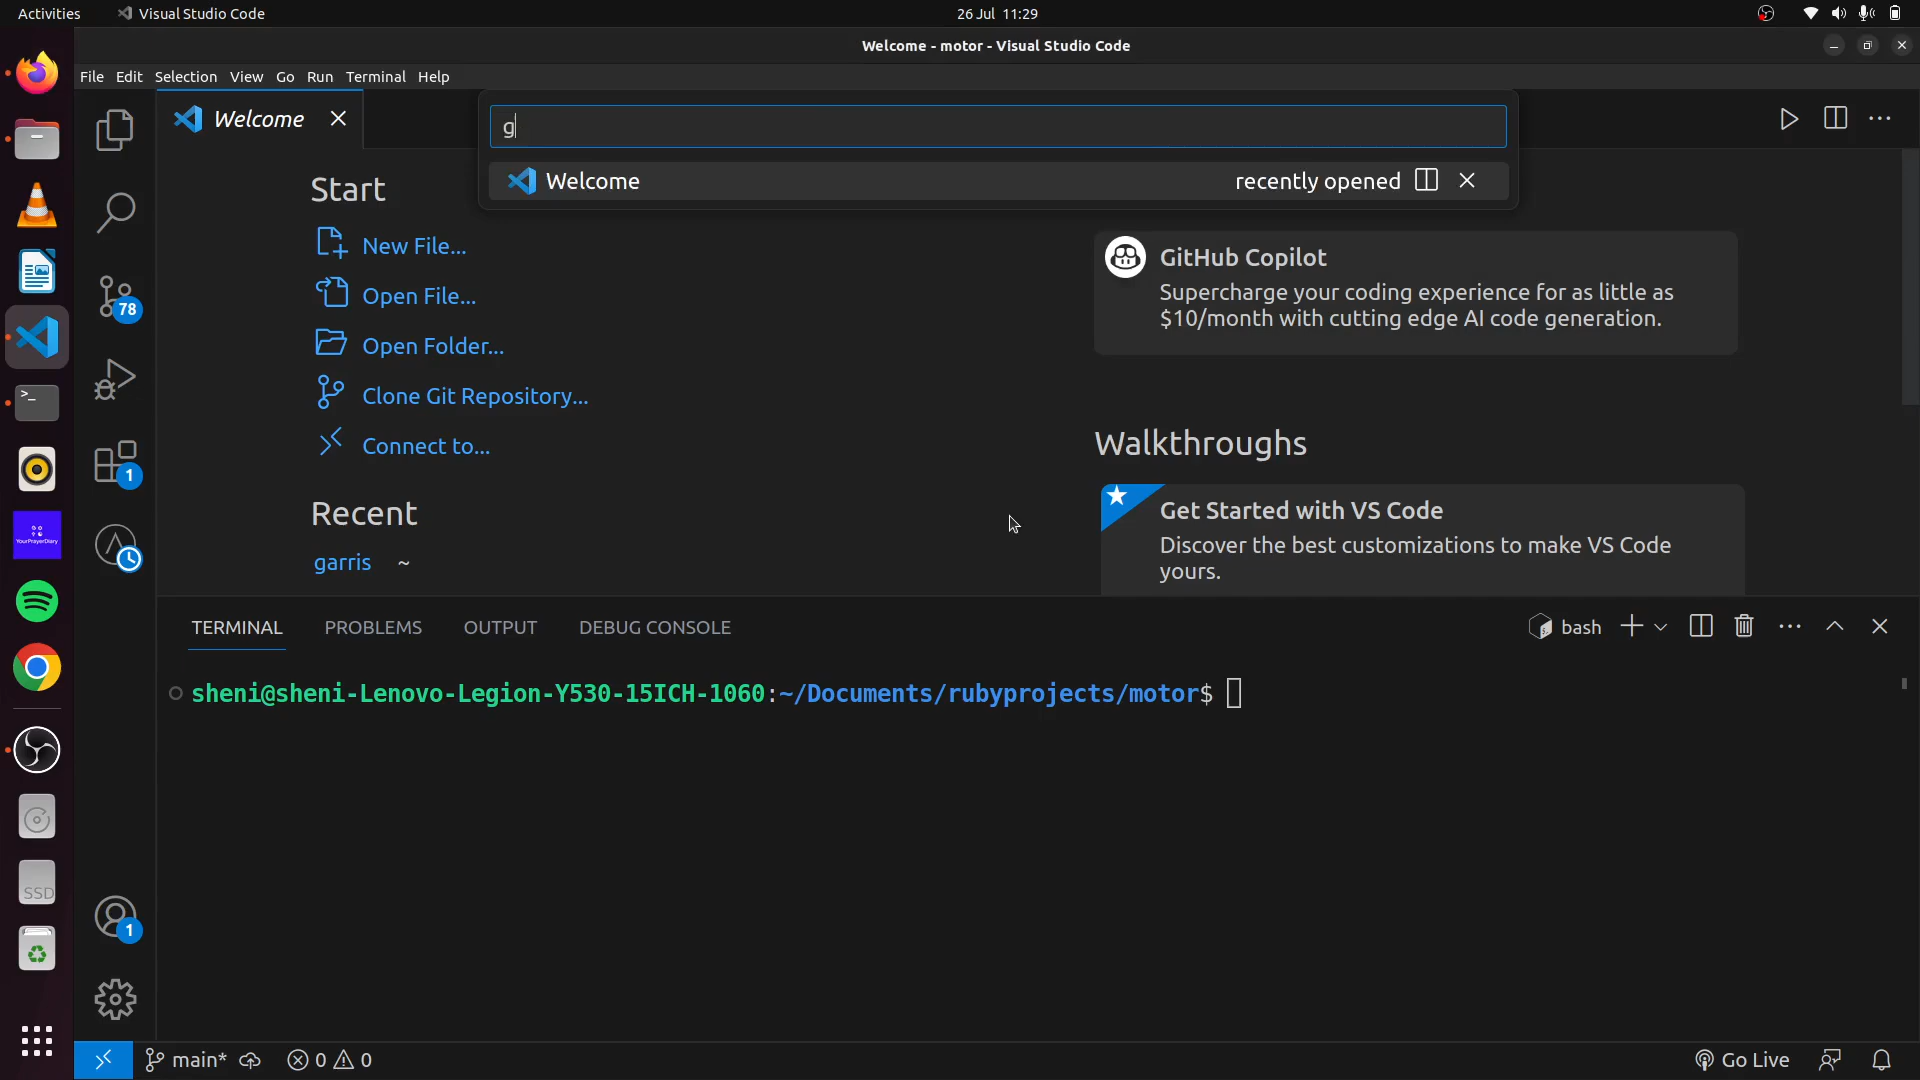 Activities
Visual Studio Code
26 Jul 11:29
Welcome - motor - Visual Studio Code
File Edit Selection View Go Run Terminal Help
Welcome
g
Welcome
recently opened
Start
New File...
Open File...
Open Folder...
Clone Git Repository...
Connect to...
Recent
garris ~
GitHub Copilot
Supercharge your coding experience for as little as
$10/month with cutting edge AI code generation.
Walkthroughs
Get Started with VS Code
Discover the best customizations to make VS Code
yours.
78
1
1
YourPrayerDiary
SSD
TERMINAL PROBLEMS OUTPUT DEBUG CONSOLE
bash
sheni@sheni-Lenovo-Legion-Y530-15ICH-1060:~/Documents/rubyprojects/motor$
main* 0 0
Go Live